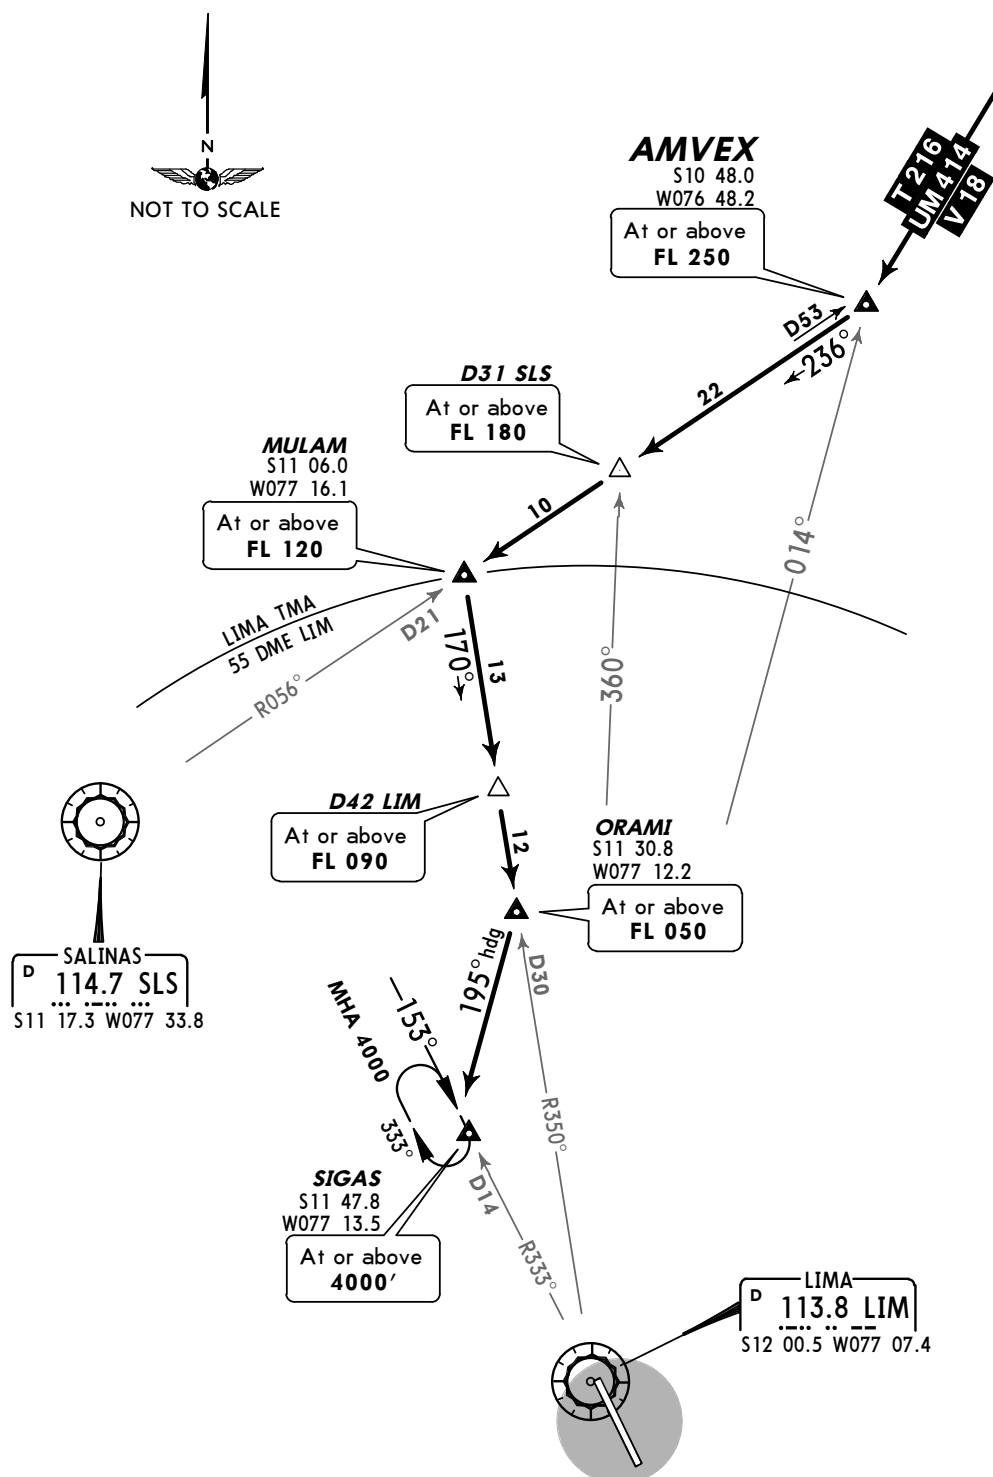 N
NOT TO SCALE
T 216
UM 414
V 18
AMVEX
S10 48.0
W076 48.2
At or above
FL 250
D53
236°
22
D31 SLS
At or above
FL 180
10
MULAM
S11 06.0
W077 16.1
At or above
FL 120
014°
LIMA TMA
55 DME LIM
D21
R056°
170°
13
360°
D42 LIM
At or above
FL 090
12
ORAMI
S11 30.8
W077 12.2
At or above
FL 050
SALINAS
D 114.7 SLS
S11 17.3 W077 33.8
195° hdg
D30
MHA 4000
153°
333°
R350°
SIGAS
S11 47.8
W077 13.5
At or above
4000'
D14
R333°
LIMA
D 113.8 LIM
S12 00.5 W077 07.4